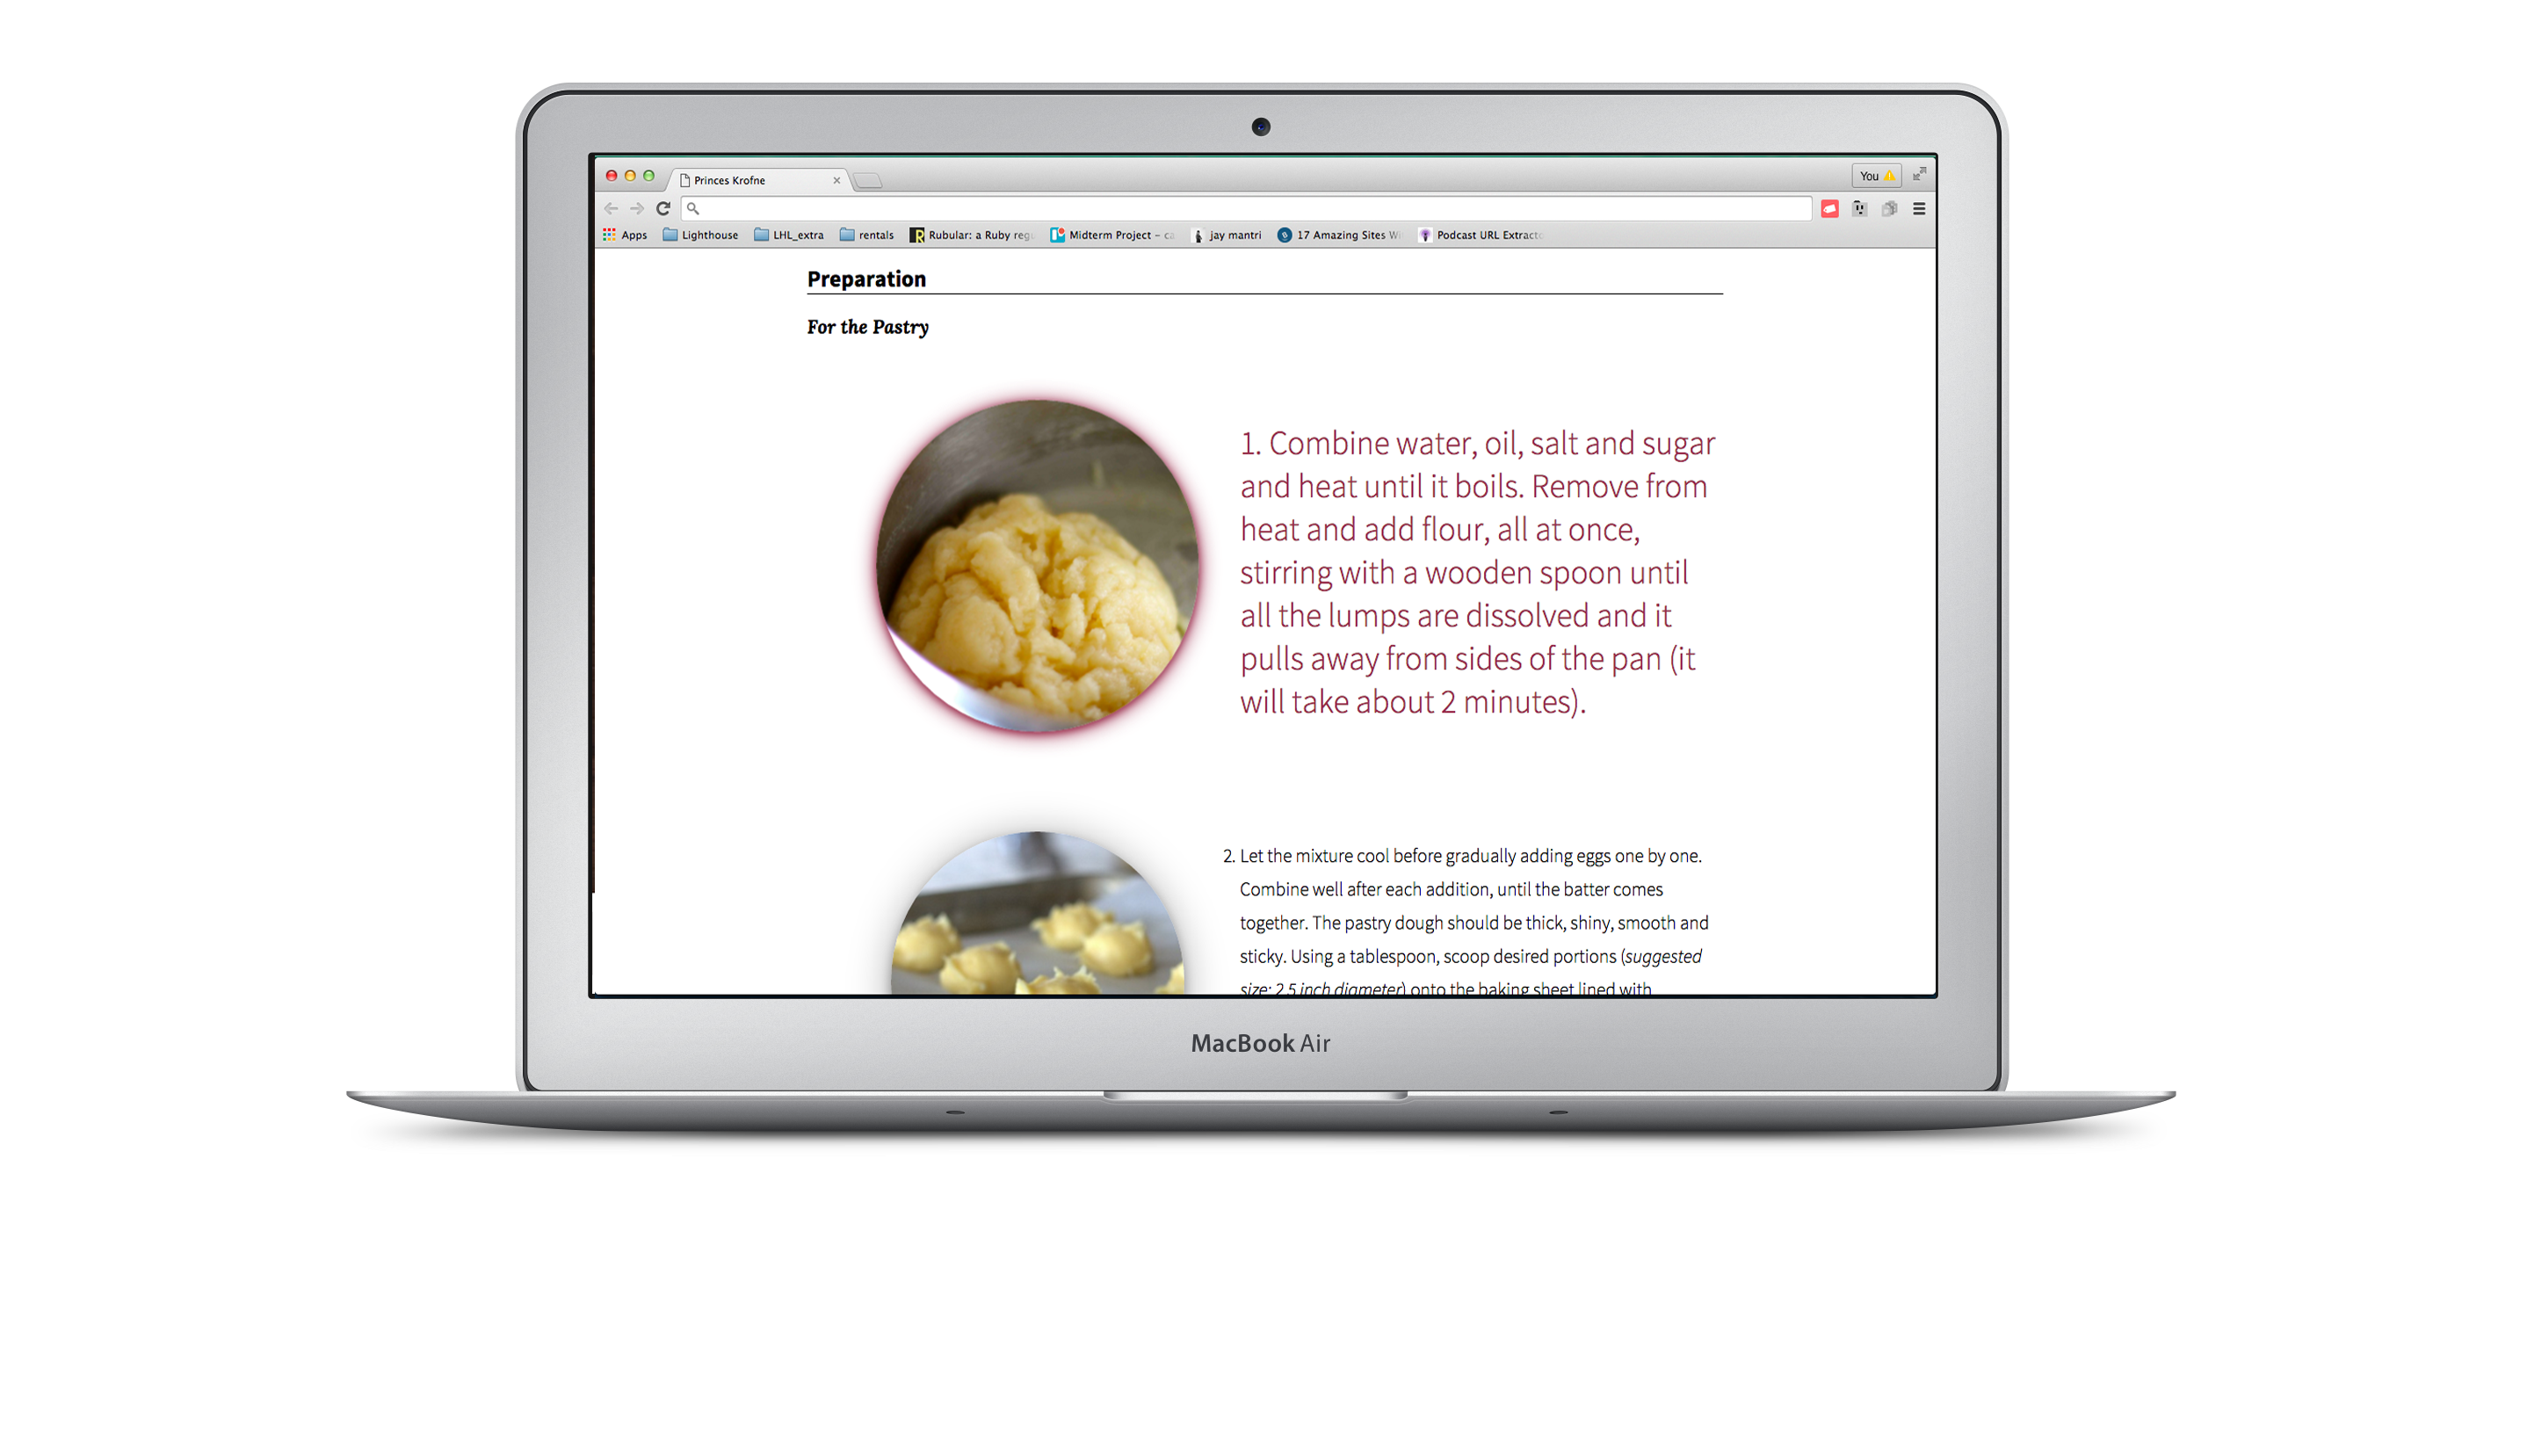 Princes Krofne
You
Apps Lighthouse LHL_extra rentals Rubular: a Ruby reg Midterm Project – ca jay mantri 17 Amazing Sites Wi Podcast URL Extracto
Preparation
For the Pastry
1. Combine water, oil, salt and sugar
and heat until it boils. Remove from
heat and add flour, all at once,
stirring with a wooden spoon until
all the lumps are dissolved and it
pulls away from sides of the pan (it
will take about 2 minutes).
2. Let the mixture cool before gradually adding eggs one by one.
Combine well after each addition, until the batter comes
together. The pastry dough should be thick, shiny, smooth and
sticky. Using a tablespoon, scoop desired portions (suggested
size: 2.5 inch diameter) onto the baking sheet lined with
MacBook Air